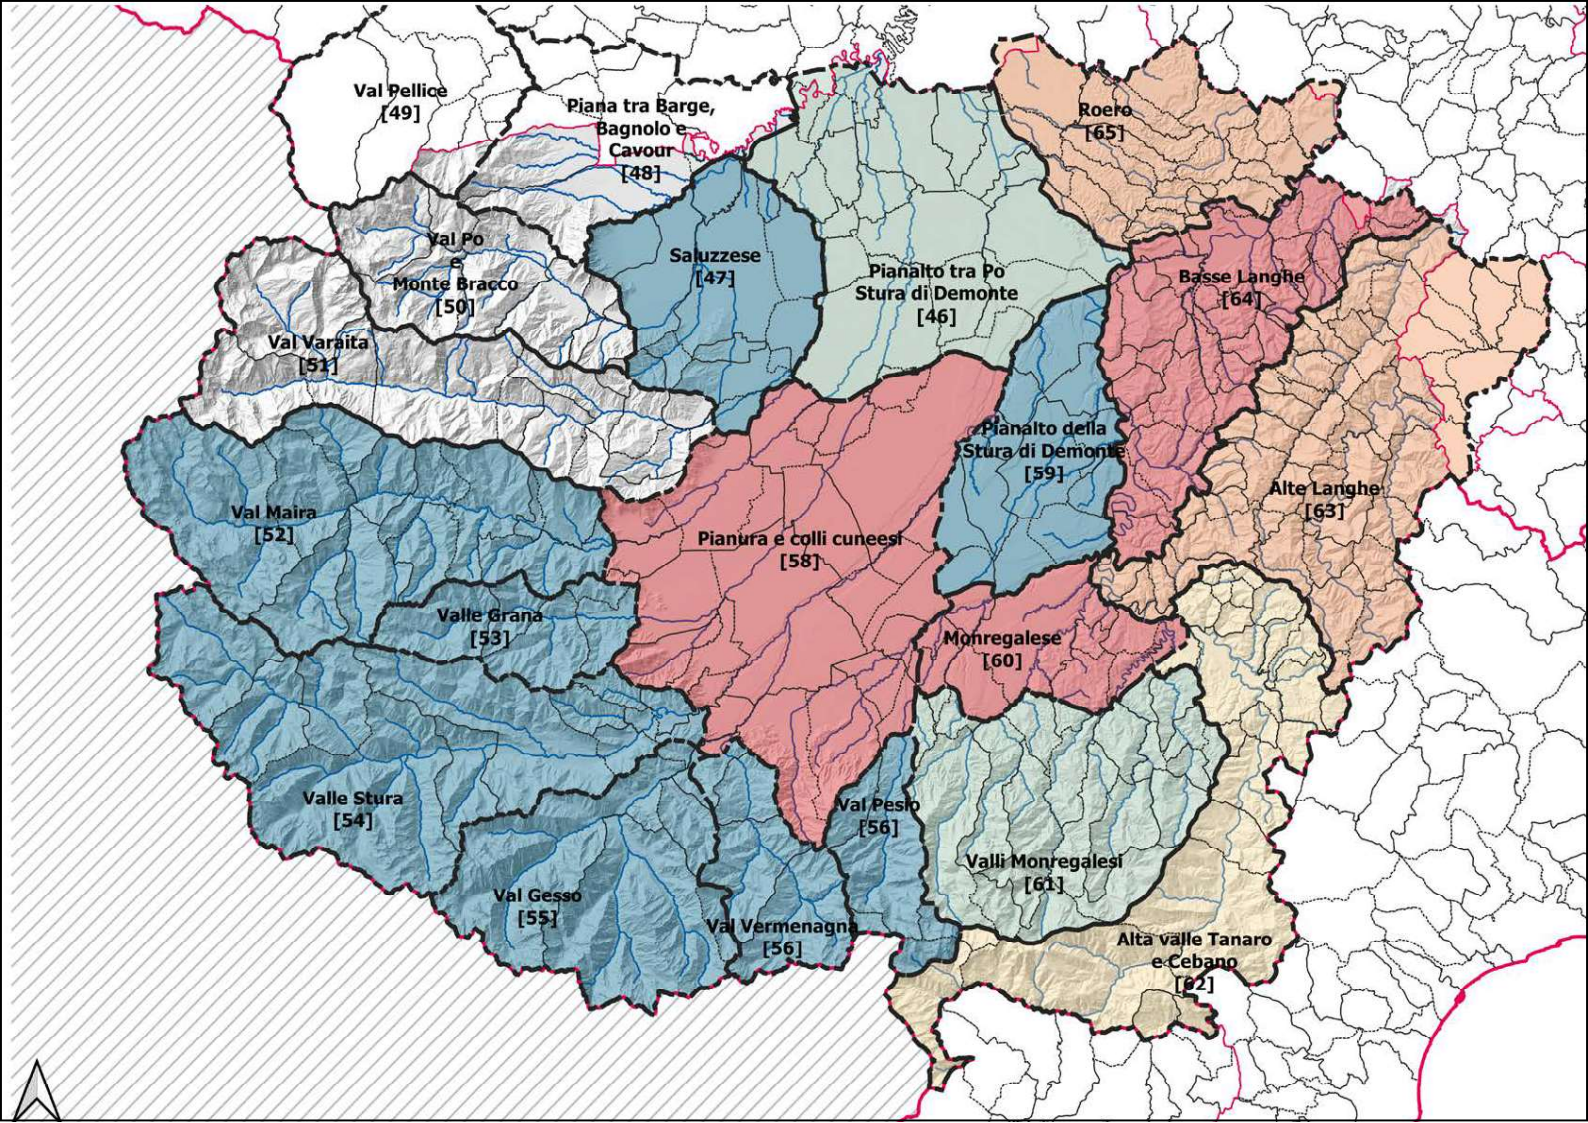 Val Pellice
[49]
Piana tra Barge,
Bagnolo e
Cavour
[48]
Roero
[65]
Val Po
e
Monte Bracco
[50]
Saluzzese
[47]
Pianalto tra Po
Stura di Demonte
[46]
Basse Langhe
[64]
Val Varaita
[51]
Pianalto della
Stura di Demonte
[59]
Alte Langhe
[63]
Val Maira
[52]
Pianura e colli cuneesi
[58]
Valle Grana
[53]
Monregalese
[60]
Valle Stura
[54]
Val Pesio
[56]
Valli Monregalesi
[61]
Val Gesso
[55]
Val Vermenagna
[56]
Alta valle Tanaro
e Cebano
[62]